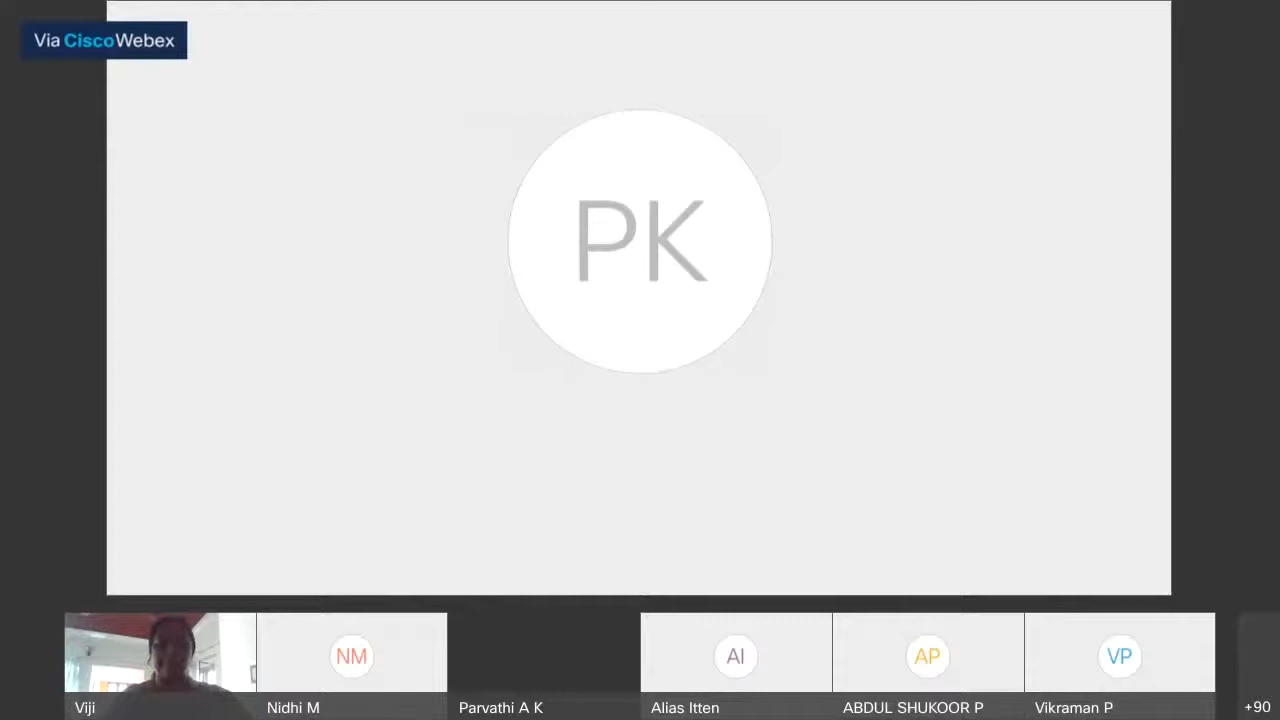 Via CiscoWebex
PK
NM
AI
AP
VP
Viji
Nidhi M
Parvathi A K
Alias Itten
ABDUL SHUKOOR P
Vikraman P
+90